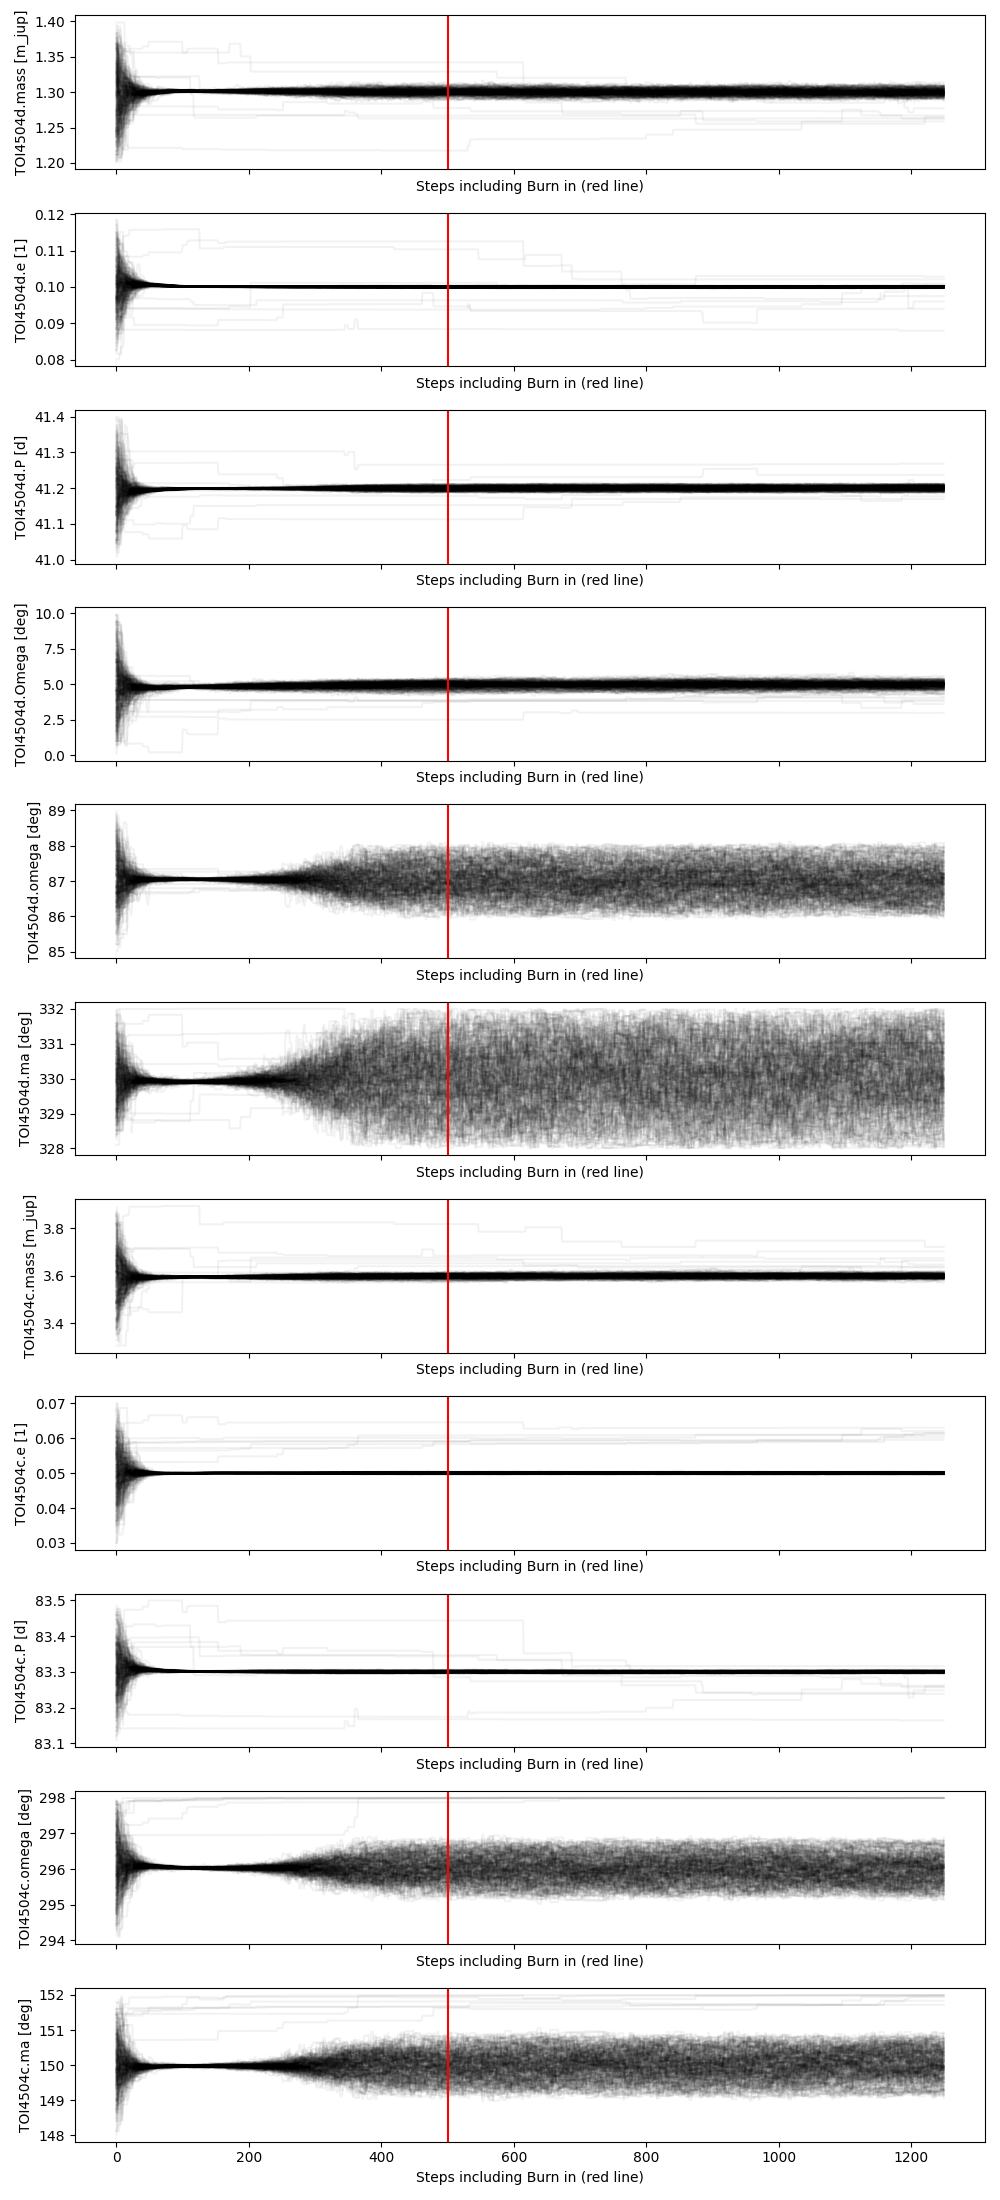 TOI4504d.mass [m_jup]
1.40
1.35
1.30
1.25
1.20
Steps including Burn in (red line)
TOI4504d.e [1]
0.12
0.11
0.10
0.09
0.08
Steps including Burn in (red line)
TOI4504d.P [d]
41.4
41.3
41.2
41.1
41.0
Steps including Burn in (red line)
TOI4504d.Omega [deg]
10.0
7.5
5.0
2.5
0.0
Steps including Burn in (red line)
TOI4504d.omega [deg]
89
88
87
86
85
Steps including Burn in (red line)
TOI4504d.ma [deg]
332
331
330
329
328
Steps including Burn in (red line)
TOI4504c.mass [m_jup]
3.8
3.6
3.4
Steps including Burn in (red line)
TOI4504c.e [1]
0.07
0.06
0.05
0.04
0.03
Steps including Burn in (red line)
TOI4504c.P [d]
83.5
83.4
83.3
83.2
83.1
Steps including Burn in (red line)
TOI4504c.omega [deg]
298
297
296
295
294
Steps including Burn in (red line)
TOI4504c.ma [deg]
152
151
150
149
148
0 200 400 600 800 1000 1200
Steps including Burn in (red line)